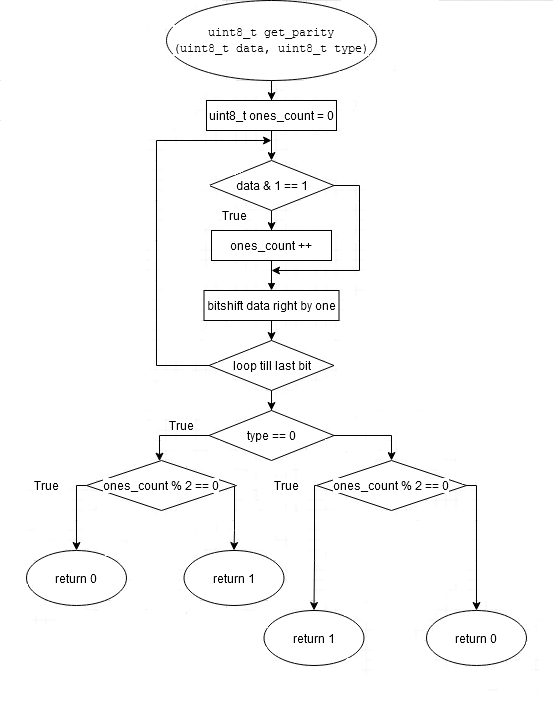 uint8_t get_parity
(uint8_t data, uint8_t type)
uint8_t ones_count = 0
data & 1 == 1
True
ones_count ++
bitshift data right by one
loop till last bit
True
type == 0
True
ones_count % 2 == 0
True
ones_count % 2 == 0
return 0
return 1
return 1
return 0